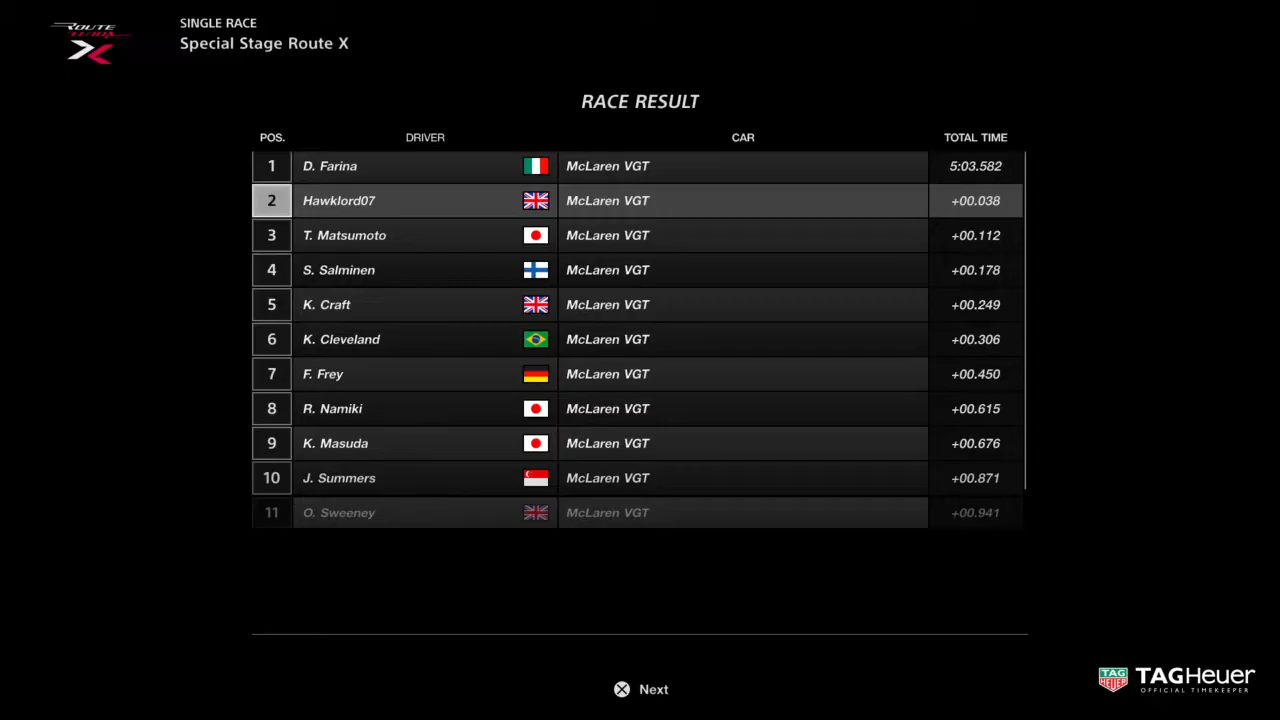 ROUTE
X
SINGLE RACE
Special Stage Route X
RACE RESULT
POS. DRIVER CAR TOTAL TIME
1 D. Farina McLaren VGT 5:03.582
2 Hawklord07 McLaren VGT +00.038
3 T. Matsumoto McLaren VGT +00.112
4 S. Salminen McLaren VGT +00.178
5 K. Craft McLaren VGT +00.249
6 K. Cleveland McLaren VGT +00.306
7 F. Frey McLaren VGT +00.450
8 R. Namiki McLaren VGT +00.615
9 K. Masuda McLaren VGT +00.676
10 J. Summers McLaren VGT +00.871
11 O. Sweeney McLaren VGT +00.941
Next
TAG HEUER
TAGHeuer
OFFICIAL TIMEKEEPER